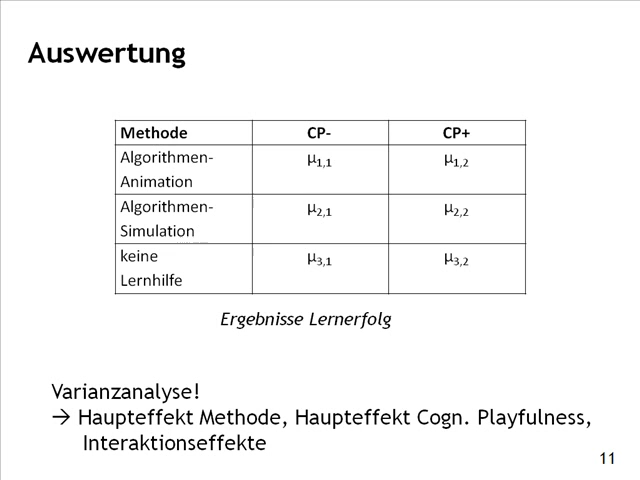 Auswertung
Methode CP- CP+
Algorithmen-
Animation
μ1,1 μ1,2
Algorithmen-
Simulation
μ2,1 μ2,2
keine
Lernhilfe
μ3,1 μ3,2
Ergebnisse Lernerfolg
Varianzanalyse!
→ Haupteffekt Methode, Haupteffekt Cogn. Playfulness,
Interaktionseffekte
11